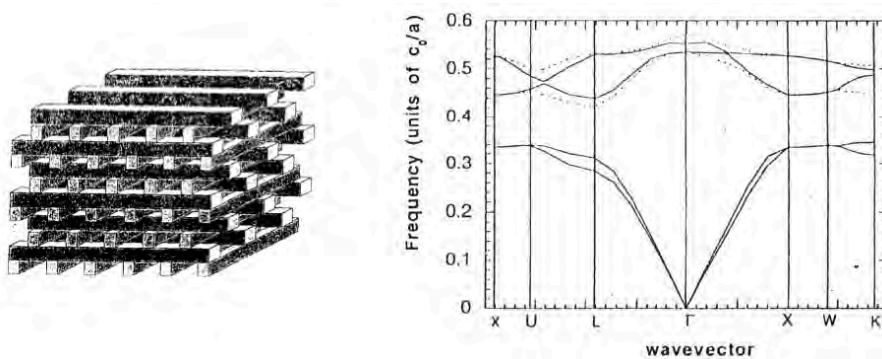 Frequency (units of c₀/a)
0.6
0.5
0.4
0.3
0.2
0.1
0
x U L Γ X W K
wavevector